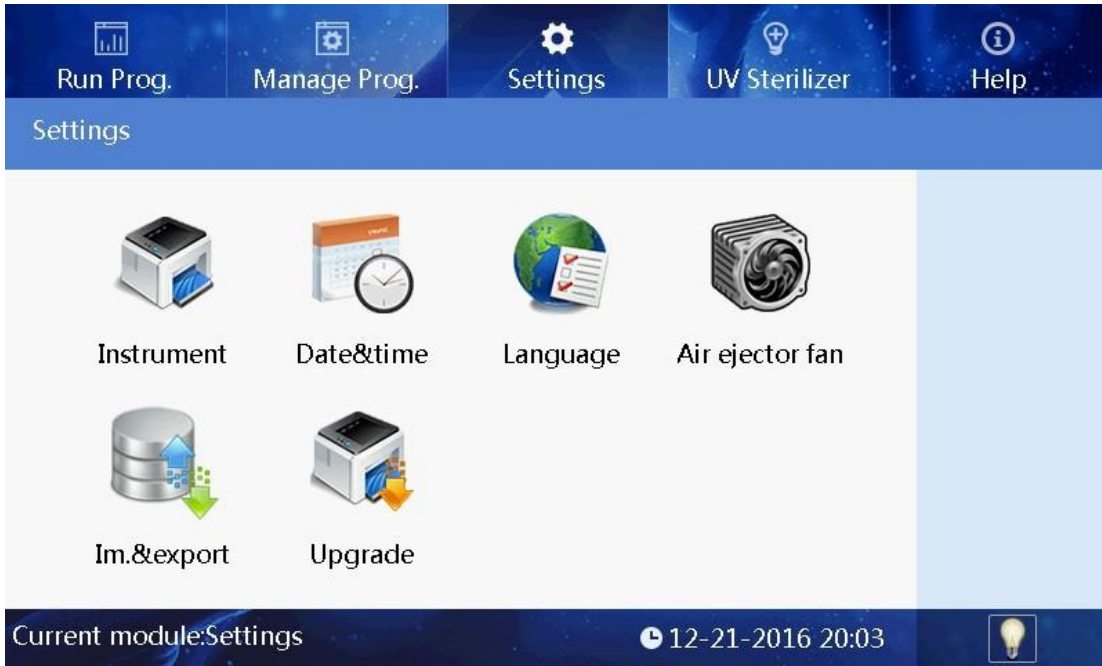 Run Prog.
Manage Prog.
Settings
UV Sterilizer
Help
Settings
Instrument
Date&time
Language
Air ejector fan
Im.&export
Upgrade
Current module:Settings
12-21-2016 20:03